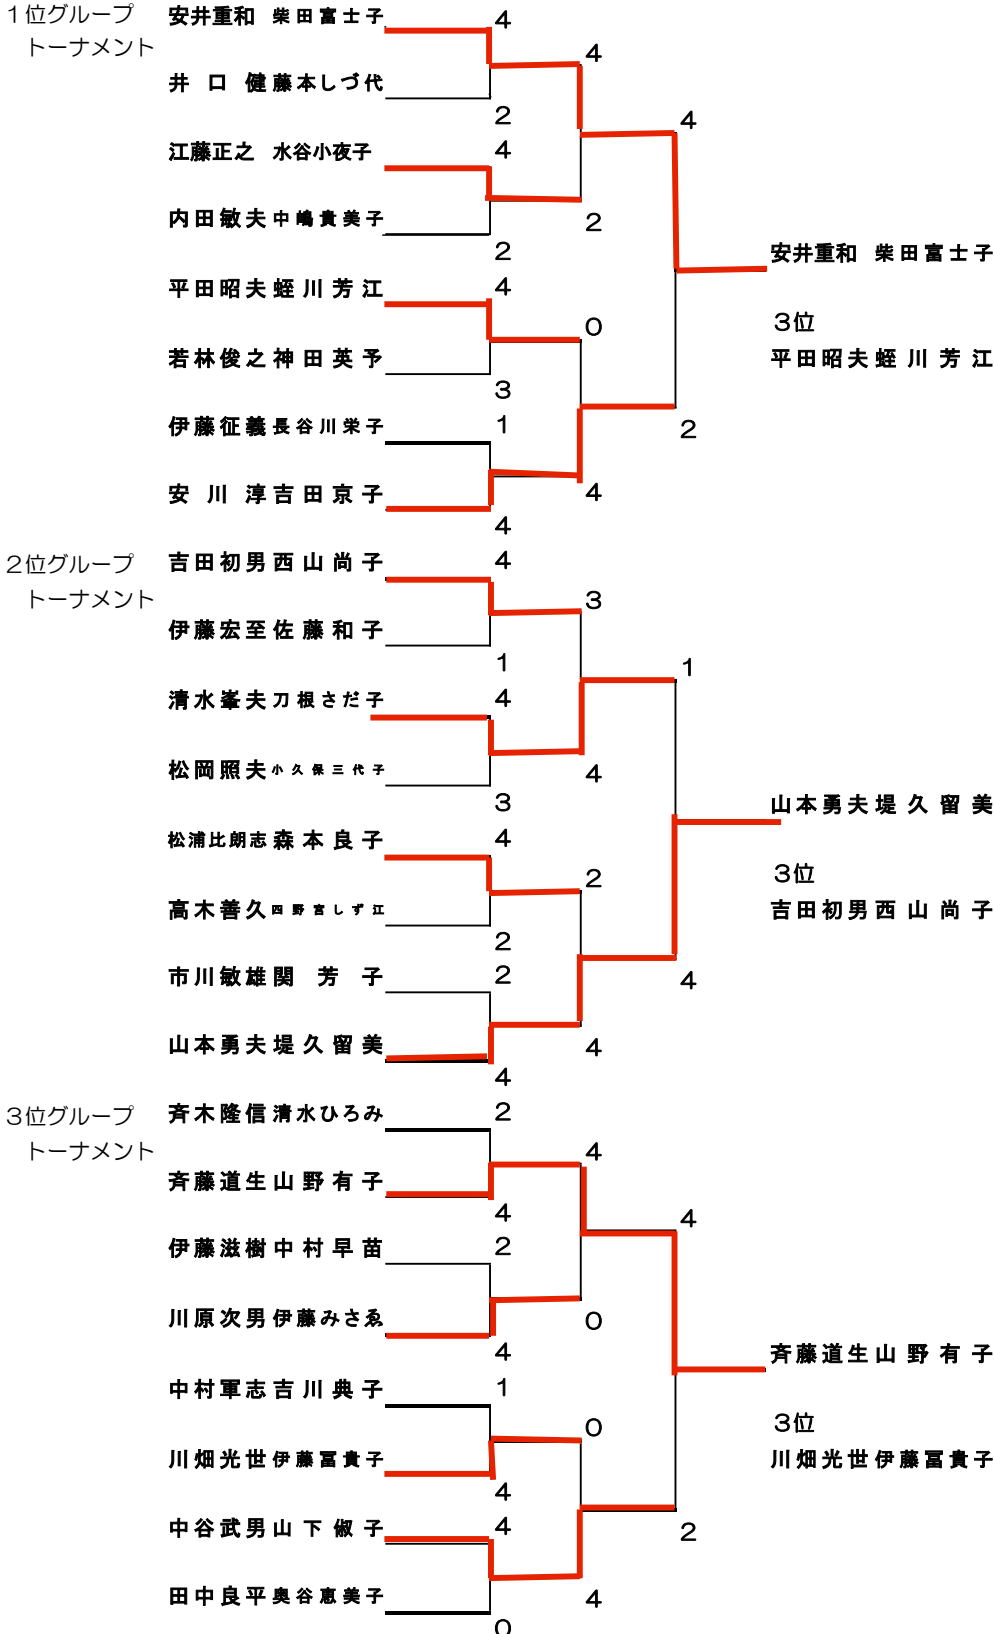 1位グループ
トーナメント
安井重和 柴田富士子
4
4
井口健 藤本しづ代
2
4
江藤正之 水谷小夜子
4
内田敏夫 中嶋貴美子
2
2
安井重和 柴田富士子
平田昭夫 蛭川芳江
4
0
3位
若林俊之 神田英予
平田昭夫 蛭川芳江
3
伊藤征義 長谷川栄子
1
2
安川淳 吉田京子
4
4
2位グループ
トーナメント
吉田初男 西山尚子
4
3
伊藤宏至 佐藤和子
1
1
清水峯夫 刀根さだ子
4
松岡照夫 小久保三代子
4
3
山本勇夫 堤久留美
松浦比朗志 森本良子
4
2
3位
高木善久 四野宮しず江
吉田初男 西山尚子
2
市川敏雄 関芳子
2
4
山本勇夫 堤久留美
4
4
3位グループ
トーナメント
斉木隆信 清水ひろみ
2
4
斉藤道生 山野有子
4
4
伊藤滋樹 中村早苗
2
川原次男 伊藤みさゑ
0
4
斉藤道生 山野有子
中村軍志 吉川典子
1
0
3位
川畑光世 伊藤冨貴子
川畑光世 伊藤冨貴子
4
中谷武男 山下俶子
4
2
田中良平 奥谷恵美子
4
0